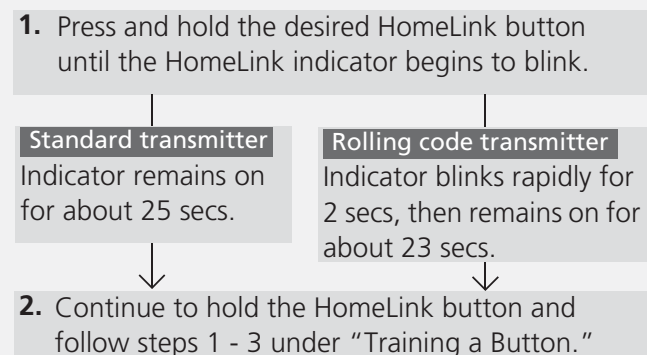 1. Press and hold the desired HomeLink button
until the HomeLink indicator begins to blink.
Standard transmitter
Indicator remains on
for about 25 secs.
Rolling code transmitter
Indicator blinks rapidly for
2 secs, then remains on for
about 23 secs.
2. Continue to hold the HomeLink button and
follow steps 1 - 3 under “Training a Button.”